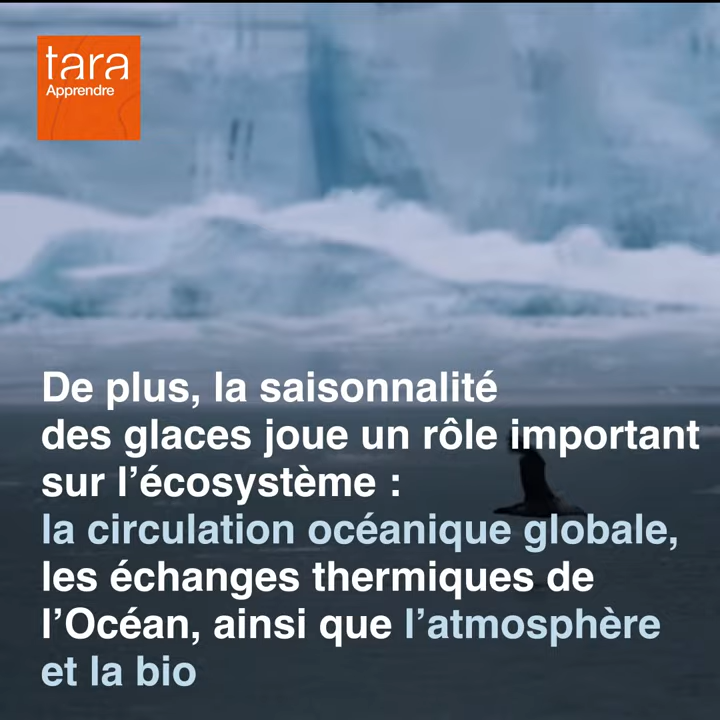 tara
Apprendre
De plus, la saisonnalité
des glaces joue un rôle important
sur l’écosystème :
la circulation océanique globale,
les échanges thermiques de
l’Océan, ainsi que l’atmosphère
et la bio